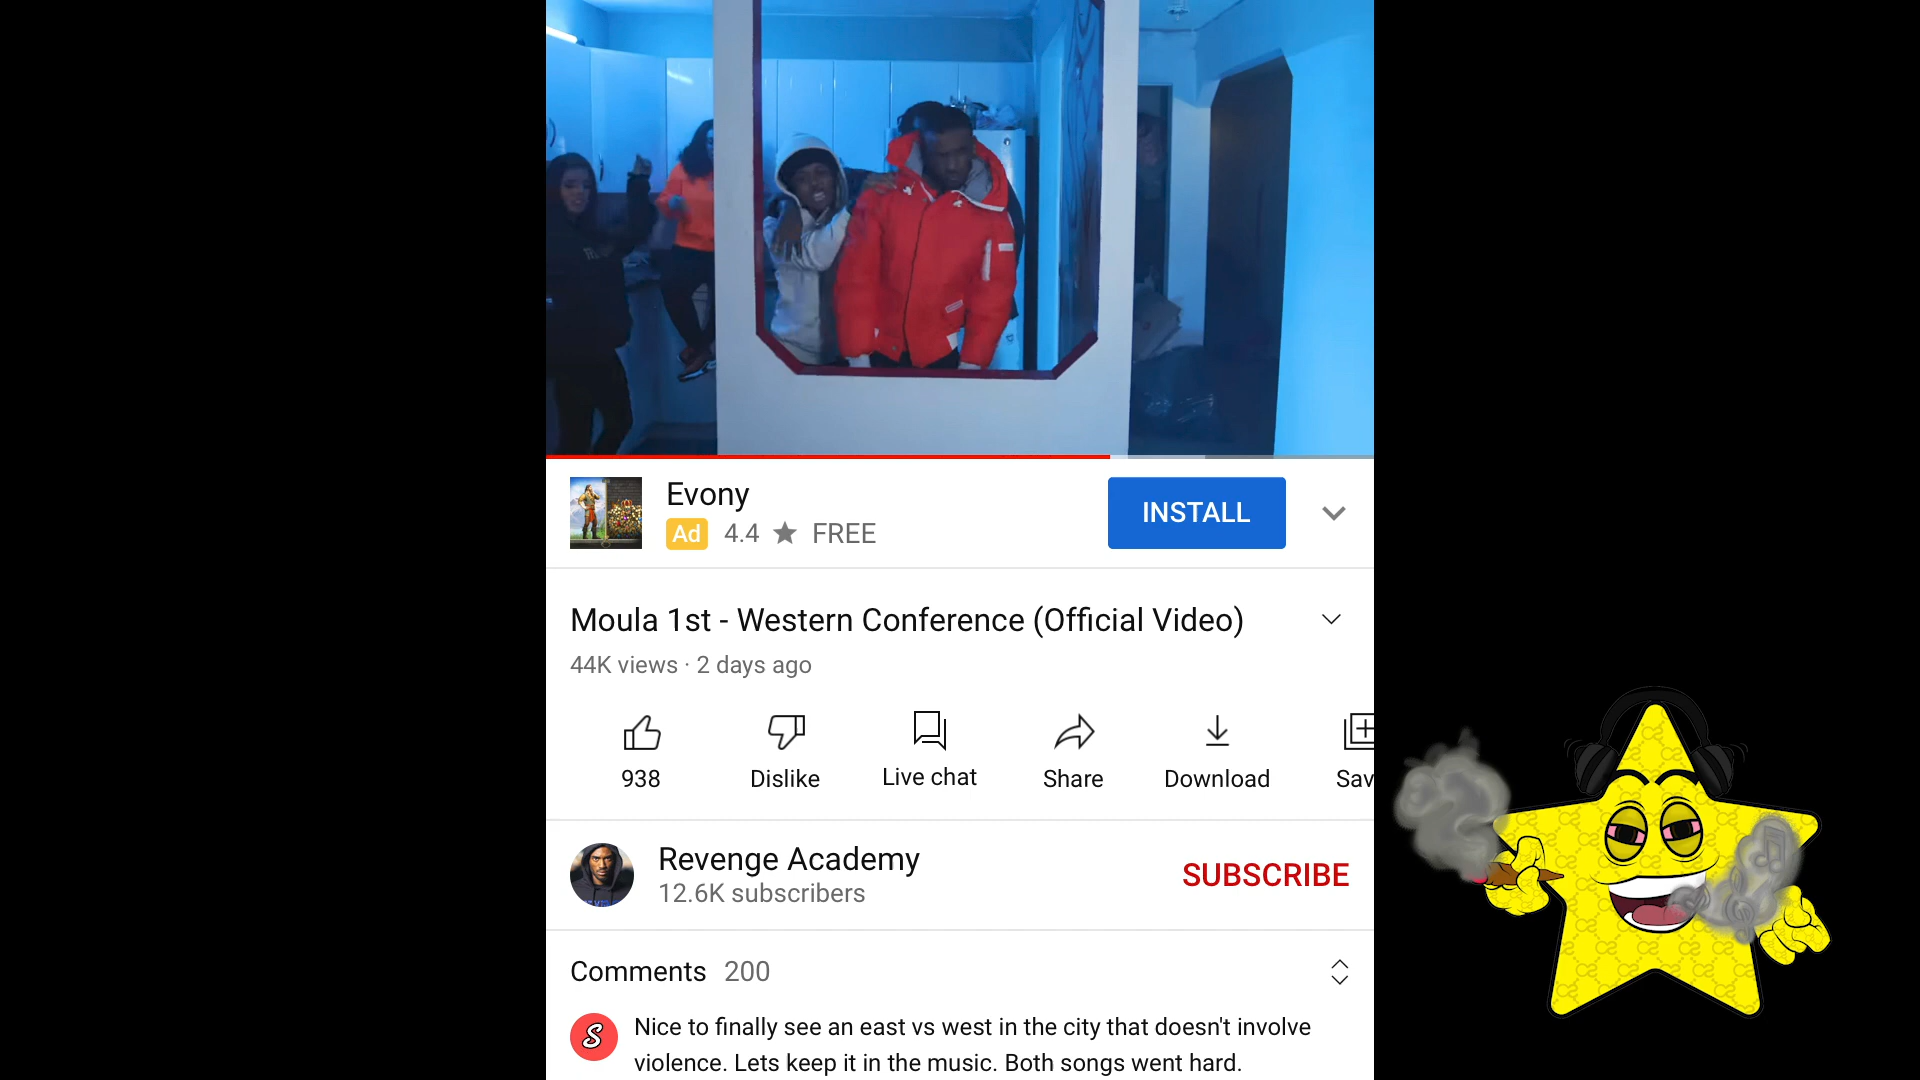 Evony
Ad 4.4 ★ FREE
INSTALL
Moula 1st - Western Conference (Official Video)
44K views · 2 days ago
938
Dislike
Live chat
Share
Download
Sav
Revenge Academy
12.6K subscribers
SUBSCRIBE
Comments 200
S
Nice to finally see an east vs west in the city that doesn't involve
violence. Lets keep it in the music. Both songs went hard.